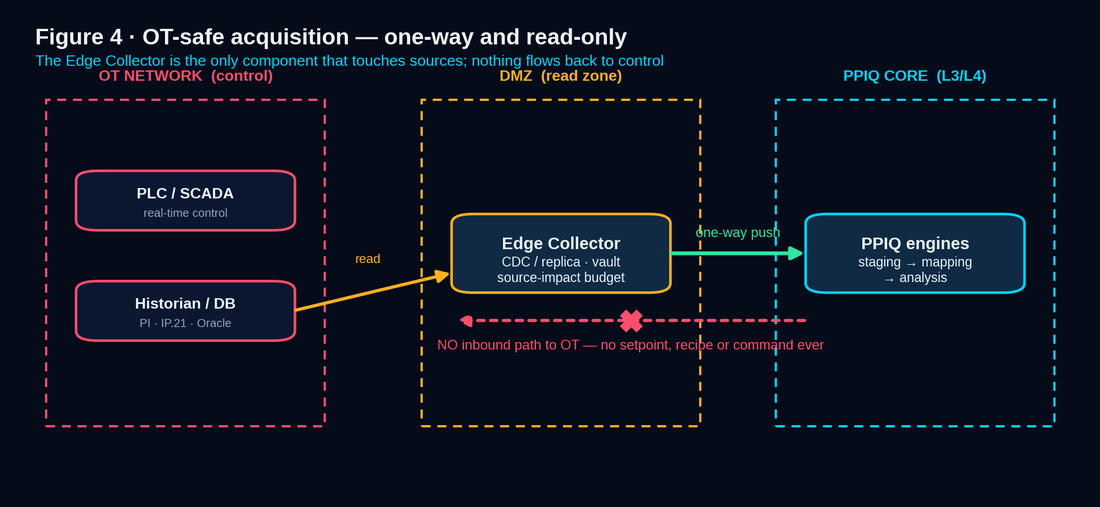 Figure 4 · OT-safe acquisition — one-way and read-only
The Edge Collector is the only component that touches sources; nothing flows back to control
OT NETWORK  (control)
DMZ  (read zone)
PPIQ CORE  (L3/L4)
PLC / SCADA
real-time control
Historian / DB
PI · IP.21 · Oracle
read
Edge Collector
CDC / replica · vault
source-impact budget
one-way push
PPIQ engines
staging → mapping
→ analysis
NO inbound path to OT — no setpoint, recipe or command ever